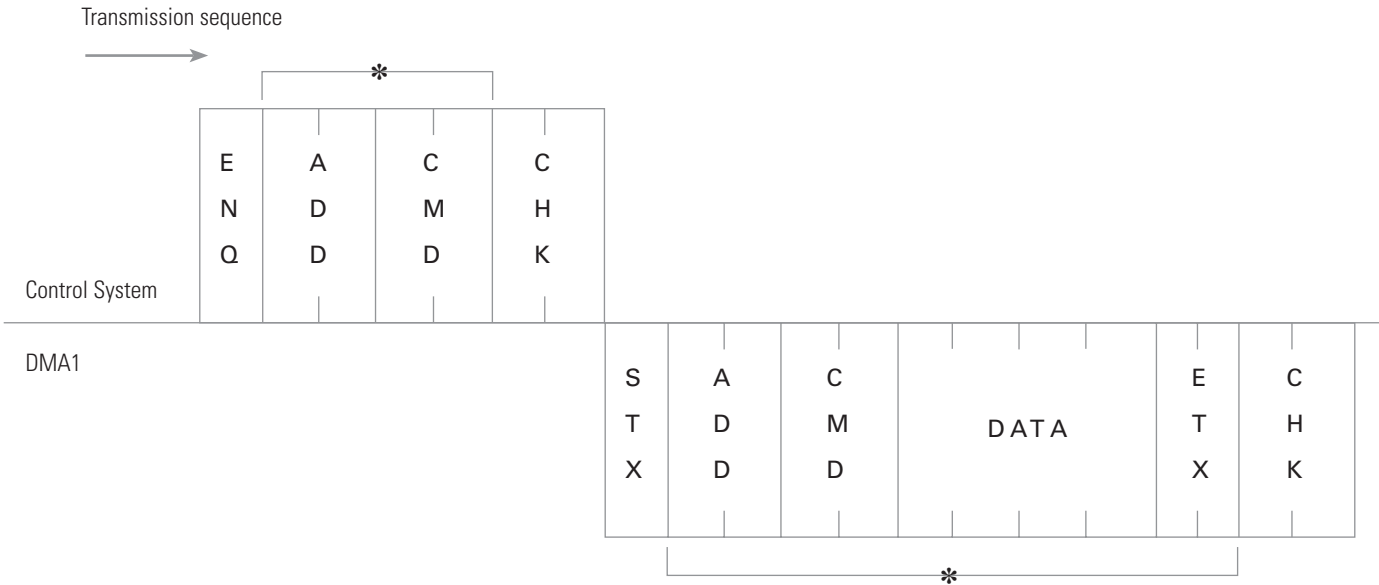 Transmission sequence
*
E A C C
N D M H
Q D D K
Control System
DMA1
S A C E C
T D M T H
X D D DATA X K
*